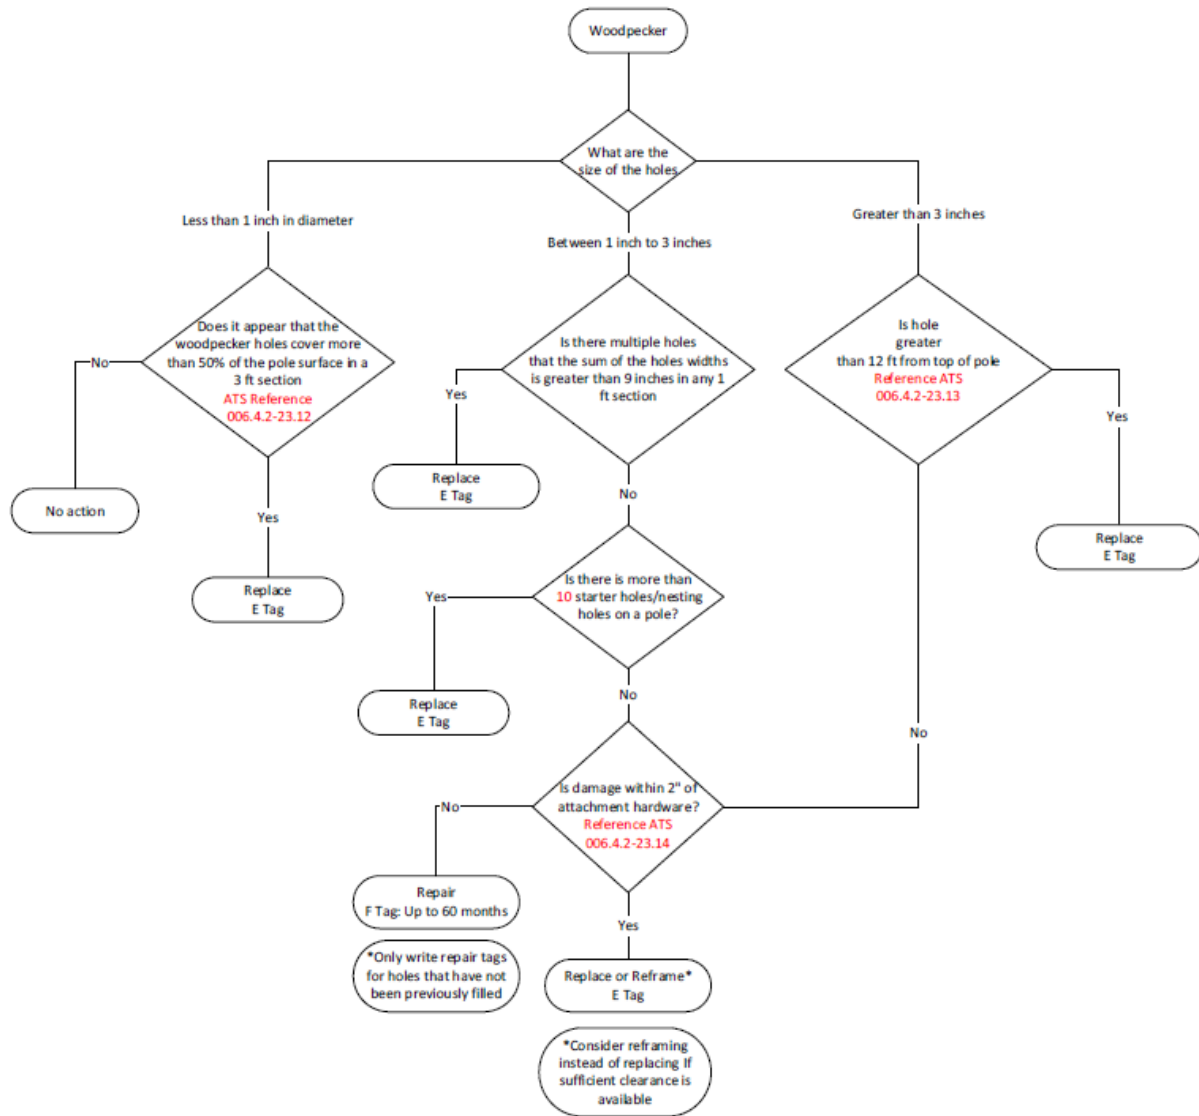 Woodpecker
What are the
size of the holes
Less than 1 inch in diameter
Between 1 inch to 3 inches
Greater than 3 inches
Does it appear that the
woodpecker holes cover more
than 50% of the pole surface in a
3 ft section
ATS Reference
006.4.2-23.12
No
No action
Yes
Replace
E Tag
Is there multiple holes
that the sum of the holes widths
is greater than 9 inches in any 1
ft section
Yes
Replace
E Tag
No
Is hole
greater
than 12 ft from top of pole
Reference ATS
006.4.2-23.13
Yes
Replace
E Tag
No
Is there is more than
10 starter holes/nesting
holes on a pole?
Yes
Replace
E Tag
No
Is damage within 2" of
attachment hardware?
Reference ATS
006.4.2-23.14
No
Repair
F Tag: Up to 60 months
*Only write repair tags
for holes that have not
been previously filled
Yes
Replace or Reframe*
E Tag
*Consider reframing
instead of replacing If
sufficient clearance is
available